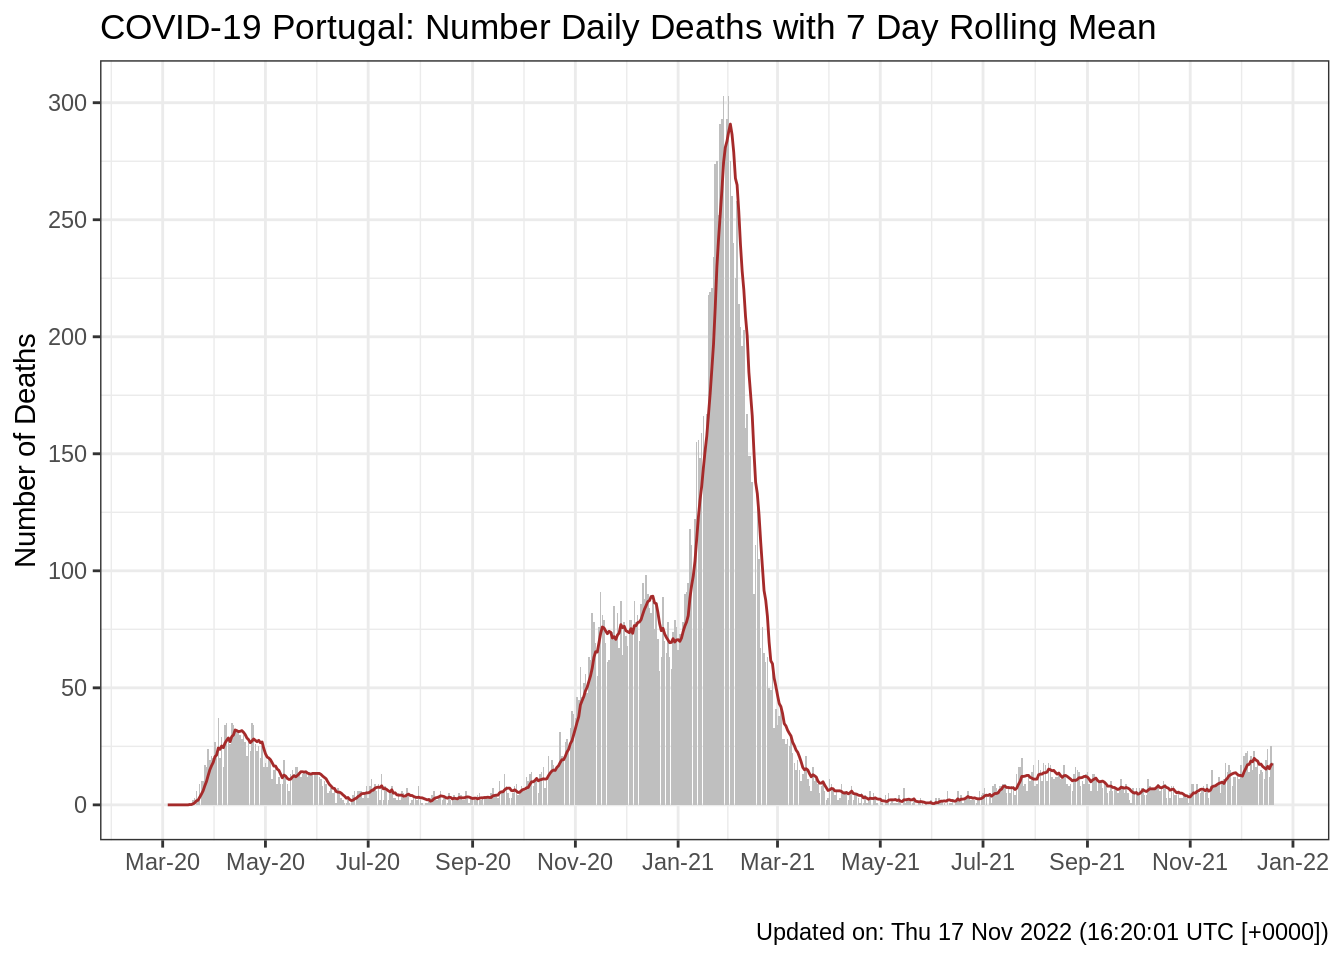 COVID-19 Portugal: Number Daily Deaths with 7 Day Rolling Mean
Number of Deaths
300
250
200
150
100
50
0
Mar-20 May-20 Jul-20 Sep-20 Nov-20 Jan-21 Mar-21 May-21 Jul-21 Sep-21 Nov-21 Jan-22
Updated on: Thu 17 Nov 2022 (16:20:01 UTC [+0000])